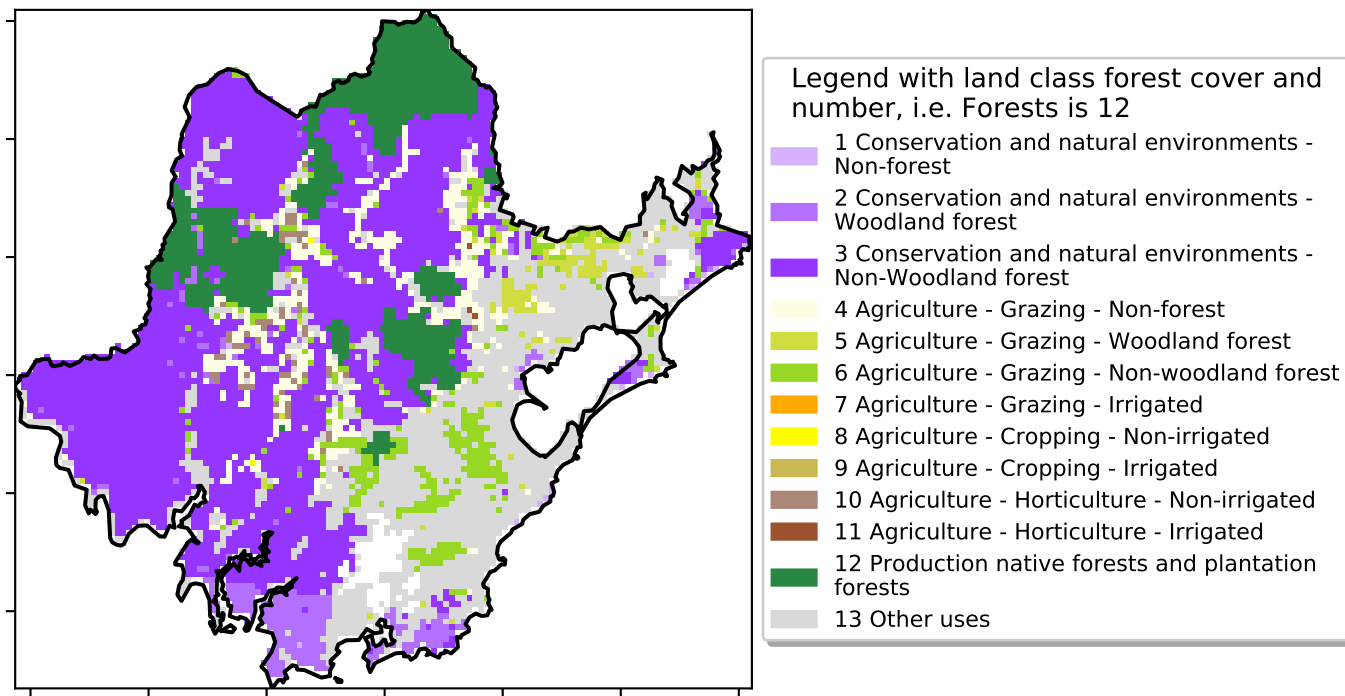 Legend with land class forest cover and
number, i.e. Forests is 12
1 Conservation and natural environments -
Non-forest
2 Conservation and natural environments -
Woodland forest
3 Conservation and natural environments -
Non-Woodland forest
4 Agriculture - Grazing - Non-forest
5 Agriculture - Grazing - Woodland forest
6 Agriculture - Grazing - Non-woodland forest
7 Agriculture - Grazing - Irrigated
8 Agriculture - Cropping - Non-irrigated
9 Agriculture - Cropping - Irrigated
10 Agriculture - Horticulture - Non-irrigated
11 Agriculture - Horticulture - Irrigated
12 Production native forests and plantation
forests
13 Other uses